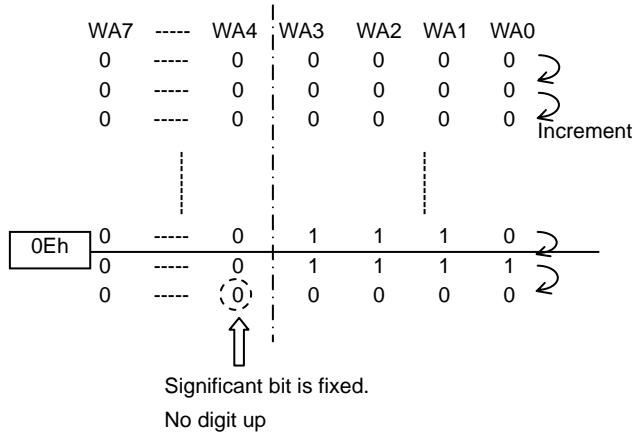 WA7 ----- WA4 WA3 WA2 WA1 WA0
0 ----- 0 0 0 0 0
0 ----- 0 0 0 0 0
0 ----- 0 0 0 0 0
Increment
0Eh 0 ----- 0 1 1 1 0
0 ----- 0 1 1 1 1
0 ----- 0 0 0 0 0
Significant bit is fixed.
No digit up